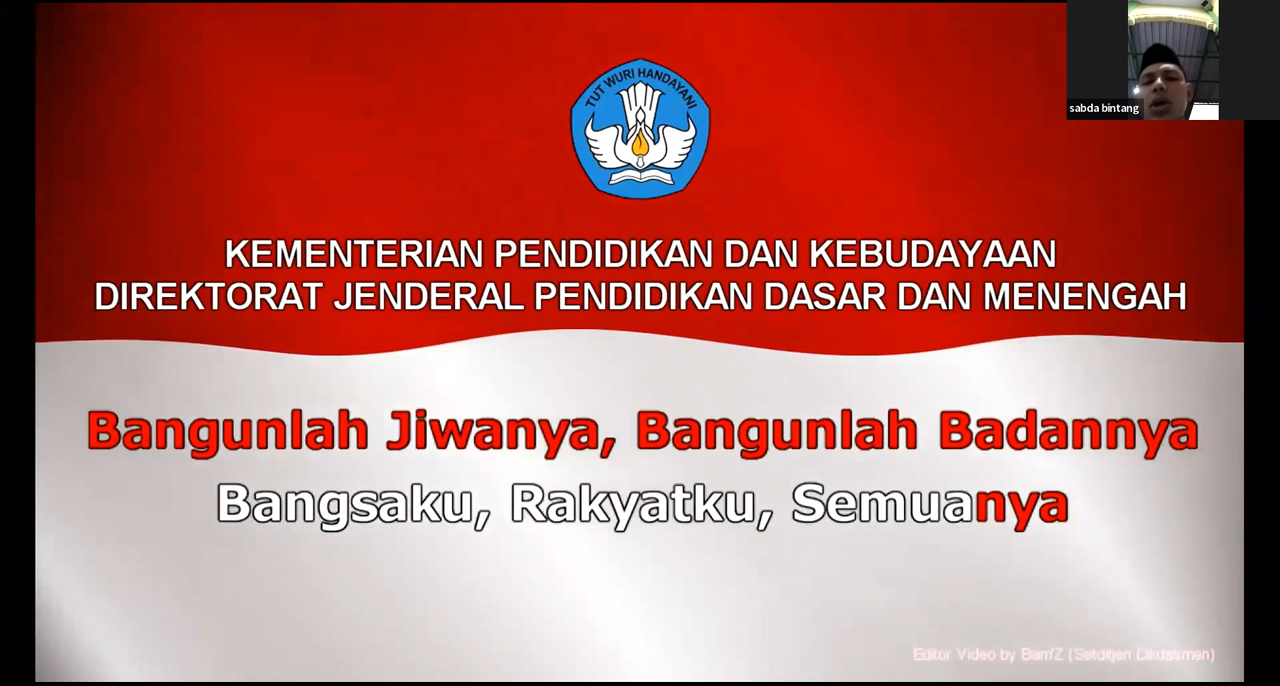 sabda bintang
TUT WURI HANDAYANI
KEMENTERIAN PENDIDIKAN DAN KEBUDAYAAN
DIREKTORAT JENDERAL PENDIDIKAN DASAR DAN MENENGAH
Bangunlah Jiwanya, Bangunlah Badannya
Bangsaku, Rakyatku, Semuanya
Editor Video by Bam'Z (Setditjen Dikdasmen)